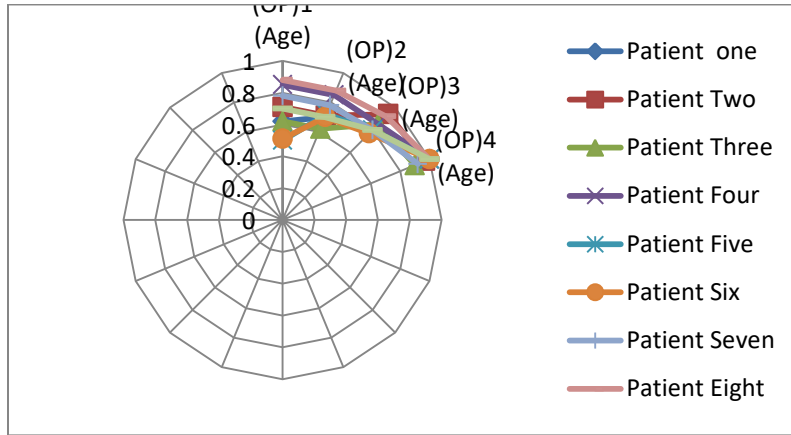 (OP)1
(Age)
(OP)2
(Age)
(OP)3
(Age)
(OP)4
(Age)
1
0.8
0.6
0.4
0.2
0
Patient one
Patient Two
Patient Three
Patient Four
Patient Five
Patient Six
Patient Seven
Patient Eight